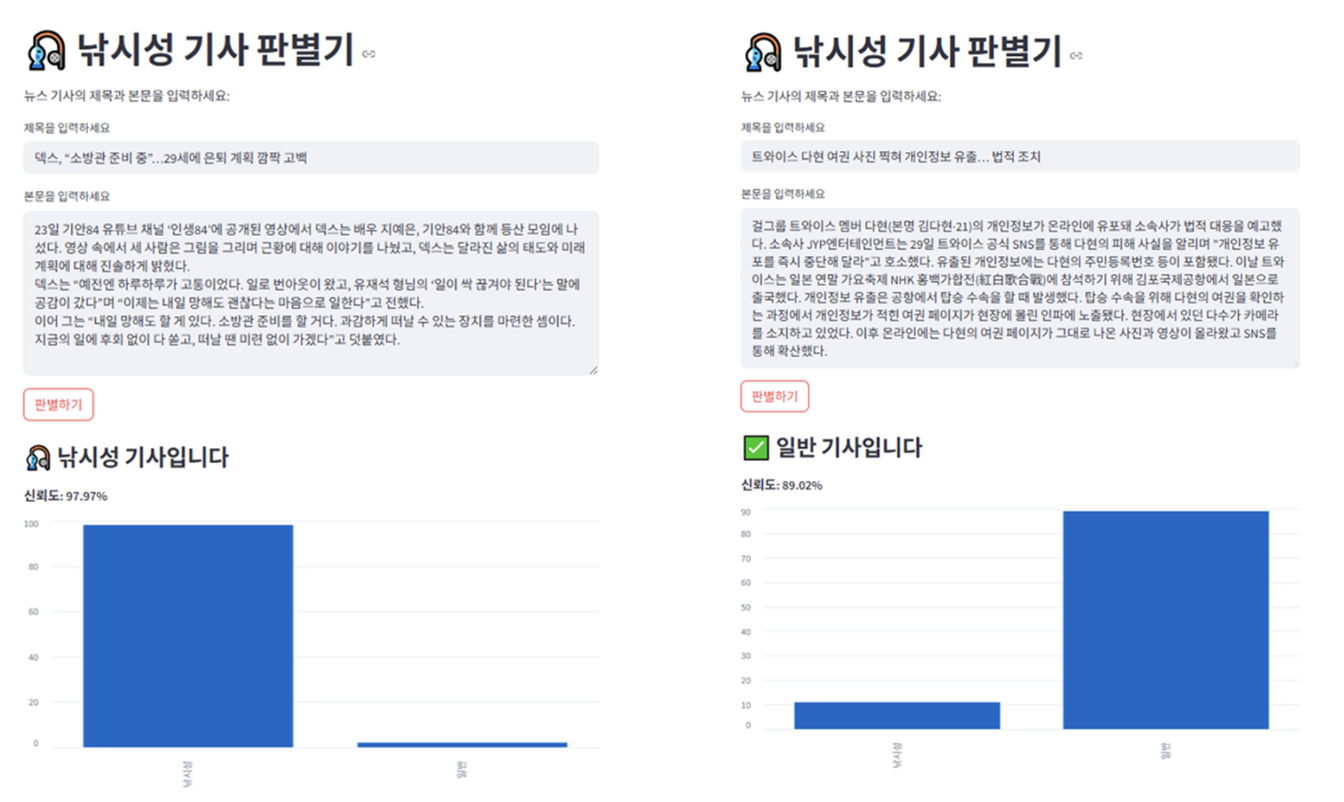 낚시성 기사 판별기
뉴스 기사의 제목과 본문을 입력하세요:
제목을 입력하세요
덱스, “소방관 준비 중”…29세에 은퇴 계획 깜짝 고백
본문을 입력하세요
23일 기안84 유튜브 채널 ‘인생84’에 공개된 영상에서 덱스는 배우 지예은, 기안84와 함께 등산 모임에 나
섰다. 영상 속에서 세 사람은 그림을 그리며 근황에 대해 이야기를 나눴고, 덱스는 달라진 삶의 태도와 미래
계획에 대해 진솔하게 밝혔다.
덱스는 “예전엔 하루하루가 고통이었다. 일로 번아웃이 왔고, 유재석 형님의 ‘일이 싹 끊겨야 된다’는 말에
공감이 갔다”며 “이제는 내일 망해도 괜찮다는 마음으로 일한다”고 전했다.
이어 그는 “내일 망해도 할 게 있다. 소방관 준비를 할 거다. 과감하게 떠날 수 있는 장치를 마련한 셈이다.
지금의 일에 후회 없이 다 쏟고, 떠날 땐 미련 없이 가겠다”고 덧붙였다.
판별하기
낚시성 기사입니다
신뢰도: 97.97%
100
80
60
40
20
0
낚시성
일반
낚시성 기사 판별기
뉴스 기사의 제목과 본문을 입력하세요:
제목을 입력하세요
트와이스 다현 여권 사진 찍혀 개인정보 유출… 법적 조치
본문을 입력하세요
걸그룹 트와이스 멤버 다현(본명 김다현·21)의 개인정보가 온라인에 유포돼 소속사가 법적 대응을 예고했
다. 소속사 JYP엔터테인먼트는 29일 트와이스 공식 SNS를 통해 다현의 피해 사실을 알리며 "개인정보 유
포를 즉시 중단해 달라"고 호소했다. 유출된 개인정보에는 다현의 주민등록번호 등이 포함됐다. 이날 트와
이스는 일본 연말 가요축제 NHK 홍백가합전(紅白歌合戰)에 참석하기 위해 김포국제공항에서 일본으로
출국했다. 개인정보 유출은 공항에서 탑승 수속을 할 때 발생했다. 탑승 수속을 위해 다현의 여권을 확인하
는 과정에서 개인정보가 적힌 여권 페이지가 현장에 몰린 인파에 노출됐다. 현장에서 있던 다수가 카메라
를 소지하고 있었다. 이후 온라인에는 다현의 여권 페이지가 그대로 나온 사진과 영상이 올라왔고 SNS를
통해 확산했다.
판별하기
일반 기사입니다
신뢰도: 89.02%
90
80
70
60
50
40
30
20
10
0
낚시성
일반